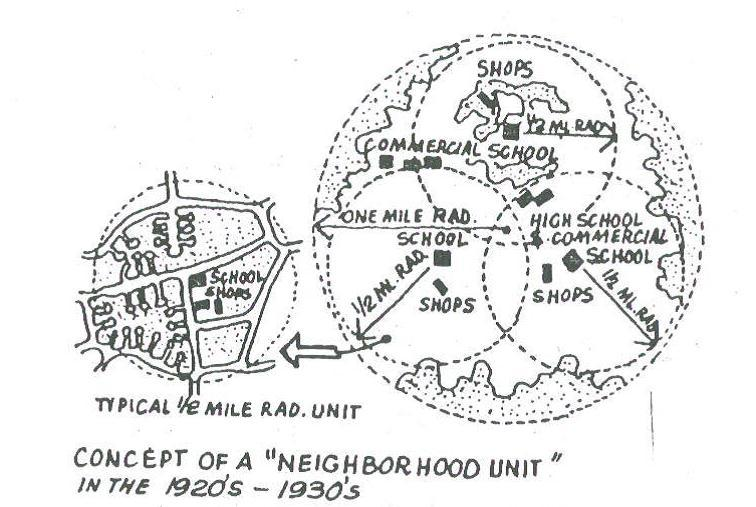 SHOPS
1/2 MI. RAD.
COMMERCIAL SCHOOL
ONE MILE RAD.
HIGH SCHOOL
COMMERCIAL
SCHOOL
SCHOOL
1/2 MI. RAD.
SHOPS
SHOPS
1/2 MI. RAD.
SCHOOL
SHOPS
TYPICAL 1/2 MILE RAD. UNIT
CONCEPT OF A "NEIGHBORHOOD UNIT"
IN THE 1920'S - 1930'S